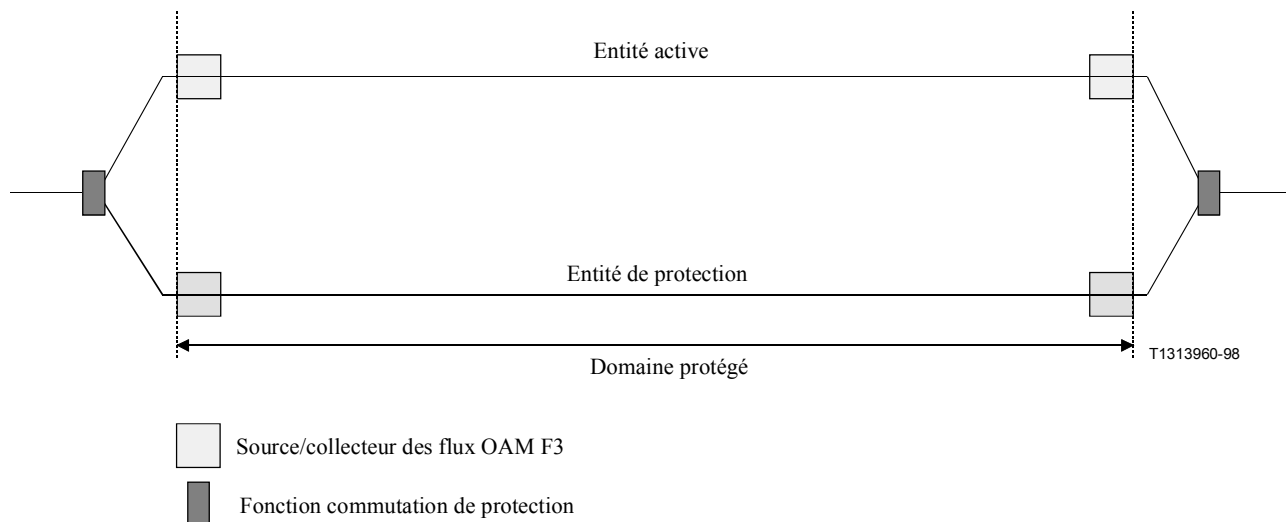 Entité active
Entité de protection
Domaine protégé
T1313960-98
Source/collecteur des flux OAM F3
Fonction commutation de protection